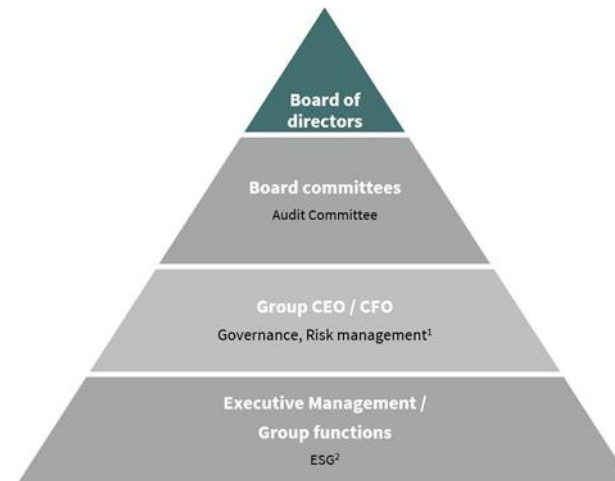 Board of
directors
Board committees
Audit Committee
Group CEO / CFO
Governance, Risk management¹
Executive Management /
Group functions
ESG²